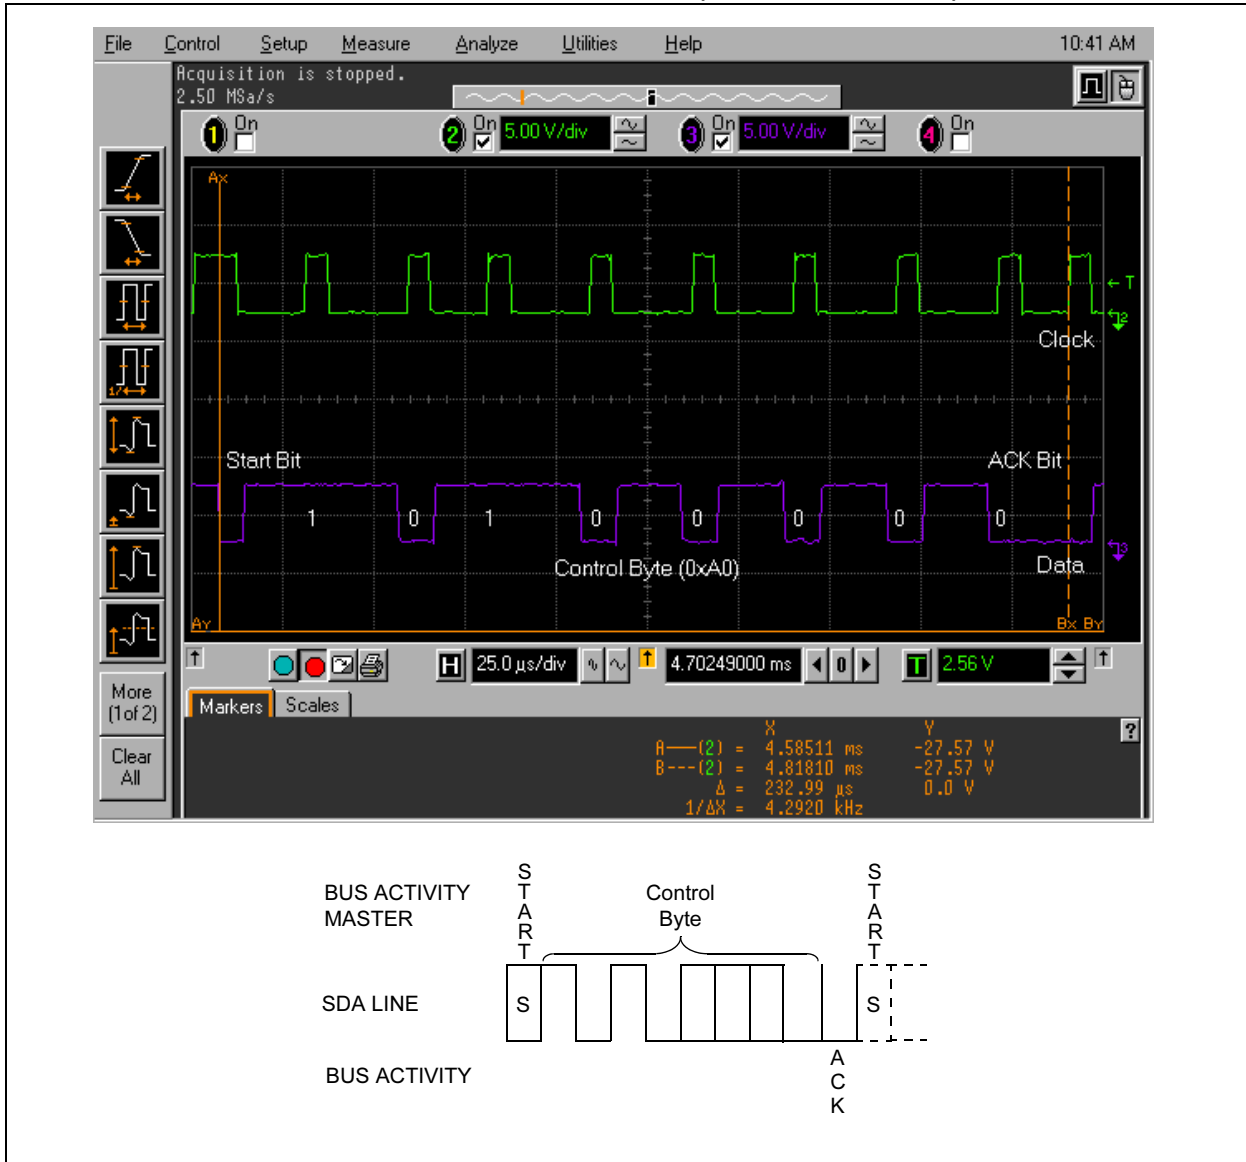 File Control Setup Measure Analyze Utilities Help 10:41 AM
Acquisition is stopped.
2.50 MSa/s
1 On 2 On 5.00 V/div 3 On 5.00 V/div 4 On
Ax
T
2
Clock
Start Bit ACK Bit
1 0 1 0 0 0 0 0
3
Control Byte (0xA0) Data
Ay Bx By
H 25.0 µs/div 4.70249000 ms 0 T 2.56 V
More
(1 of 2)
Clear
All
Markers Scales
X Y ?
A——(2) = 4.58511 ms -27.57 V
B---(2) = 4.81810 ms -27.57 V
Δ = 232.99 µs 0.0 V
1/ΔX = 4.2920 kHz
BUS ACTIVITY
MASTER
START
Control
Byte
START
SDA LINE S S
BUS ACTIVITY
ACK